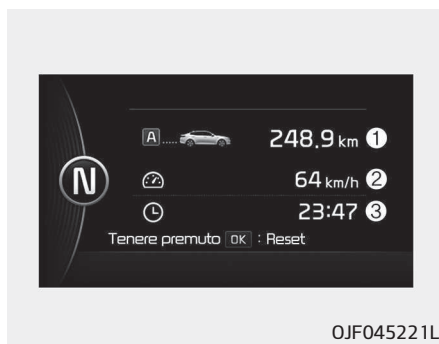 A ..... 248.9 km 1
N
64 km/h 2
23:47 3
Tenere premuto OK : Reset
OJF045221L